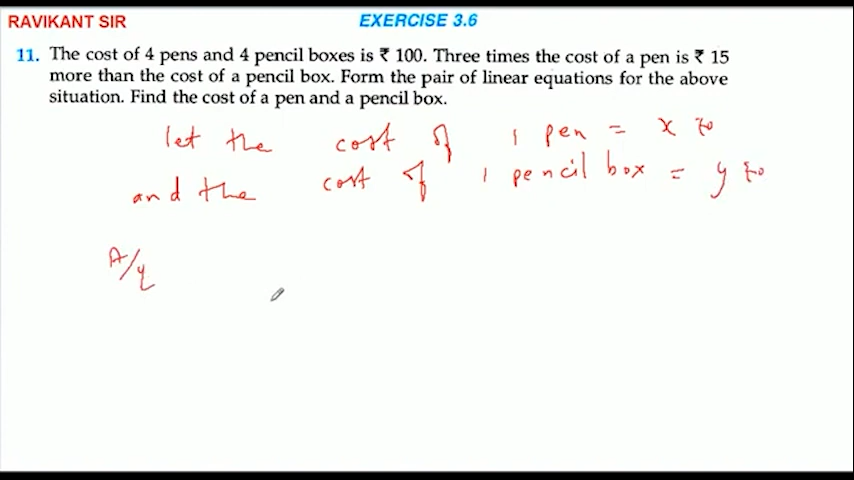 RAVIKANT SIR
EXERCISE 3.6
11. The cost of 4 pens and 4 pencil boxes is ₹ 100. Three times the cost of a pen is ₹ 15
more than the cost of a pencil box. Form the pair of linear equations for the above
situation. Find the cost of a pen and a pencil box.
let the cost of 1 pen = x
and the cost of 1 pencil box = y
A/q